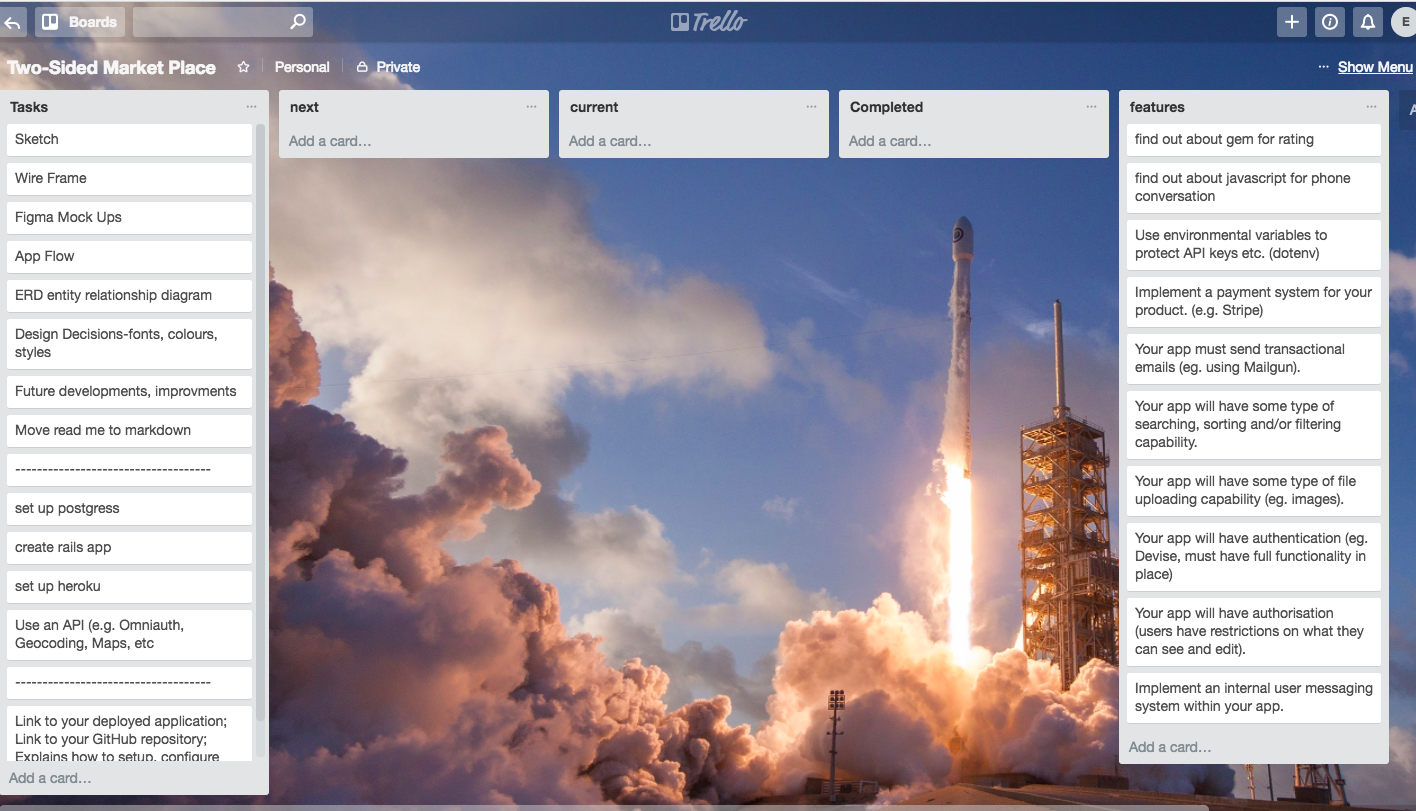 Boards
Trello
E
Two-Sided Market Place
Personal
Private
... Show Menu
Tasks
Sketch
Wire Frame
Figma Mock Ups
App Flow
ERD entity relationship diagram
Design Decisions-fonts, colours,
styles
Future developments, improvments
Move read me to markdown
------------------------------------
set up postgress
create rails app
set up heroku
Use an API (e.g. Omniauth,
Geocoding, Maps, etc
------------------------------------
Link to your deployed application;
Link to your GitHub repository;
Explains how to setup, configure
Add a card...
next
Add a card...
current
Add a card...
Completed
Add a card...
features
find out about gem for rating
find out about javascript for phone
conversation
Use environmental variables to
protect API keys etc. (dotenv)
Implement a payment system for your
product. (e.g. Stripe)
Your app must send transactional
emails (eg. using Mailgun).
Your app will have some type of
searching, sorting and/or filtering
capability.
Your app will have some type of file
uploading capability (eg. images).
Your app will have authentication (eg.
Devise, must have full functionality in
place)
Your app will have authorisation
(users have restrictions on what they
can see and edit).
Implement an internal user messaging
system within your app.
Add a card...
A